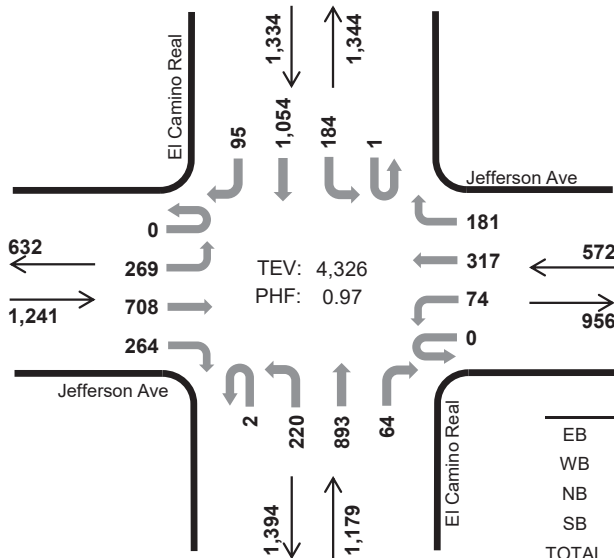 1,334
1,344
El Camino Real
95
1,054
184
1
Jefferson Ave
0
181
632
269
TEV: 4,326
317
572
PHF: 0.97
1,241
708
74
956
264
0
Jefferson Ave
2
220
893
64
El Camino Real
1,394
1,179
EB
WB
NB
SB
TOTAL